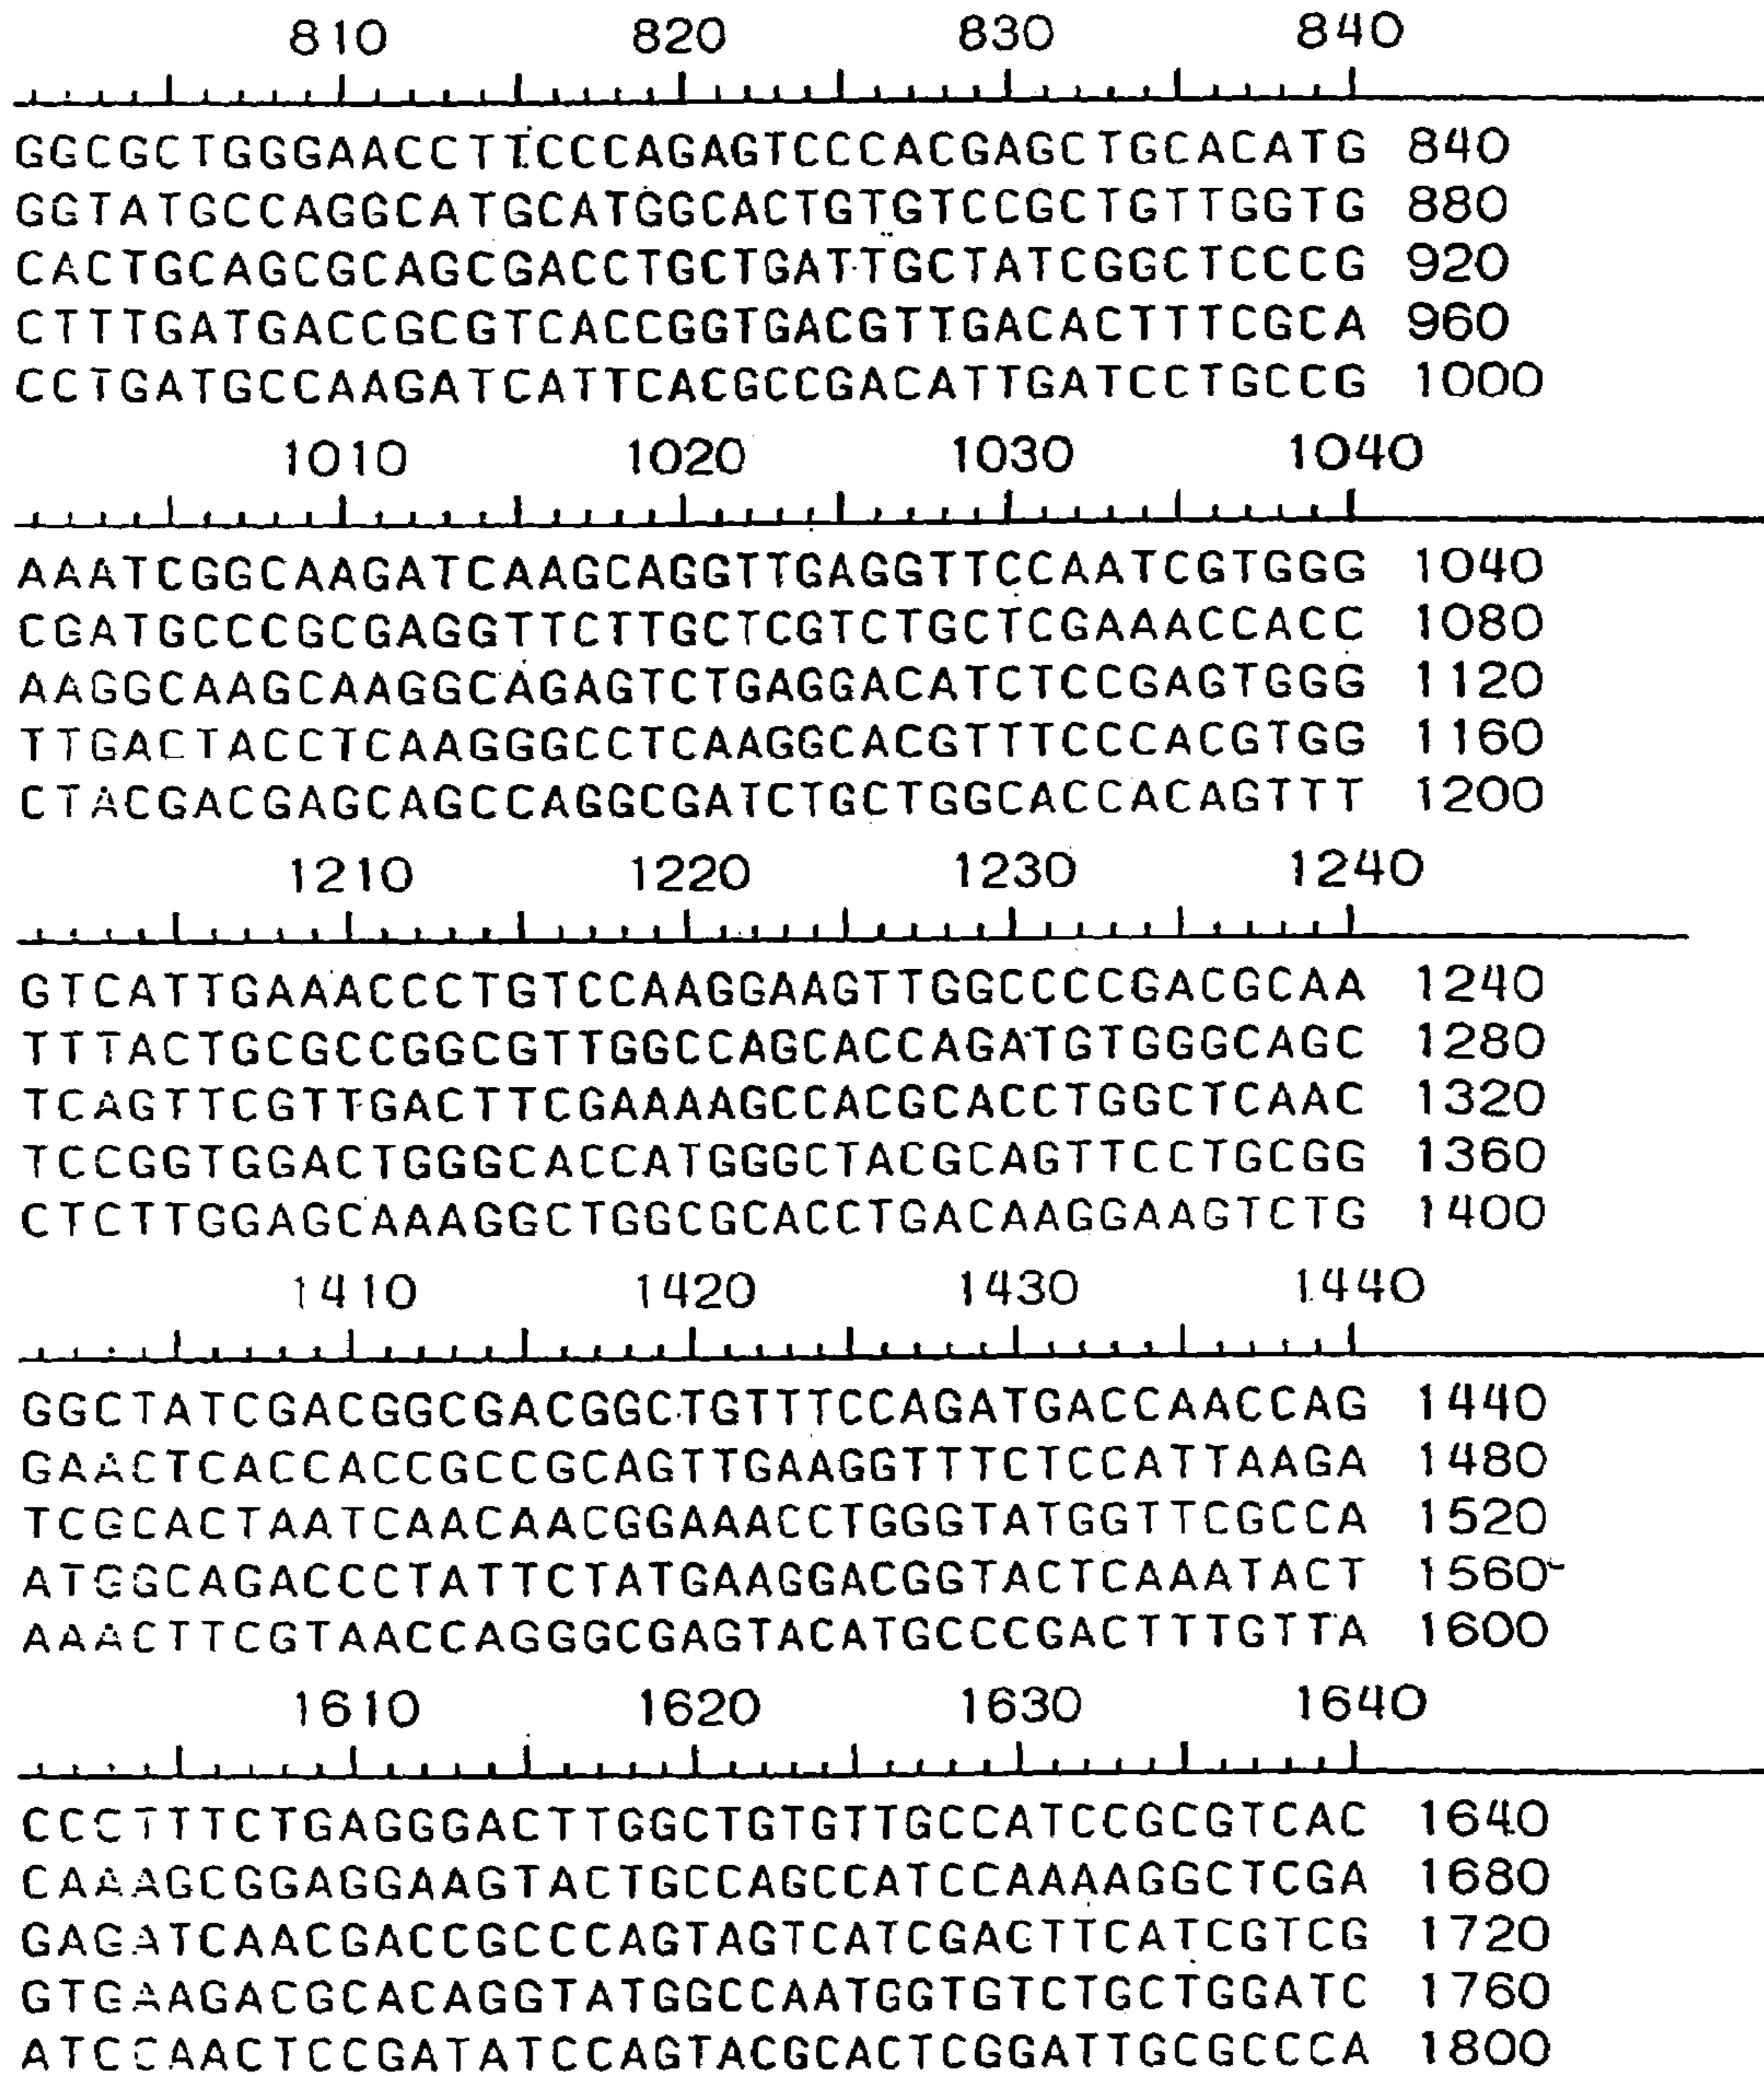 810 820 830 840
GGCGCTGGGAACCTTCCCAGAGTCCCACGAGCTGCACATG 840
GGTATGCCAGGCATGCATGGCACTGTGTCCGCTGTTGGTG 880
CACTGCAGCGCAGCGACCTGCTGATTGCTATCGGCTCCCG 920
CTTTGATGACCGCGTCACCGGTGACGTTGACACTTTCGCA 960
CCTGATGCCAAGATCATTCACGCCGACATTGATCCTGCCG 1000
1010 1020 1030 1040
AAATCGGCAAGATCAAGCAGGTTGAGGTTCCAATCGTGGG 1040
CGATGCCCGCGAGGTTCTTGCTCGTCTGCTCGAAACCACC 1080
AAGGCAAGCAAGGCAGAGTCTGAGGACATCTCCGAGTGGG 1120
TTGACTACCTCAAGGGCCTCAAGGCACGTTTCCCACGTGG 1160
CTACGACGAGCAGCCAGGCGATCTGCTGGCACCACAGTTT 1200
1210 1220 1230 1240
GTCATTGAAACCCTGTCCAAGGAAGTTGGCCCCGACGCAA 1240
TTTACTGCGCCGGCGTTGGCCAGCACCAGATGTGGGCAGC 1280
TCAGTTCGTTGACTTCGAAAAGCCACGCACCTGGCTCAAC 1320
TCCGGTGGACTGGGCACCATGGGCTACGCAGTTCCTGCGG 1360
CTCTTGGAGCAAAGGCTGGCGCACCTGACAAGGAAGTCTG 1400
1410 1420 1430 1440
GGCTATCGACGGCGACGGCTGTTTCCAGATGACCAACCAG 1440
GAACTCACCACCGCCGCAGTTGAAGGTTTCTCCATTAAGA 1480
TCGCACTAATCAACAACGGAAACCTGGGTATGGTTCGCCA 1520
ATGGCAGACCCTATTCTATGAAGGACGGTACTCAAATACT 1560
AAACTTCGTAACCAGGGCGAGTACATGCCCGACTTTGTTA 1600
1610 1620 1630 1640
CCCTTTCTGAGGGACTTGGCTGTGTTGCCATCCGCGTCAC 1640
CAAAGCGGAGGAAGTACTGCCAGCCATCCAAAAGGCTCGA 1680
GAGATCAACGACCGCCCAGTAGTCATCGACTTCATCGTCG 1720
GTGAAGACGCACAGGTATGGCCAATGGTGTCTGCTGGATC 1760
ATCCAACTCCGATATCCAGTACGCACTCGGATTGCGCCCA 1800